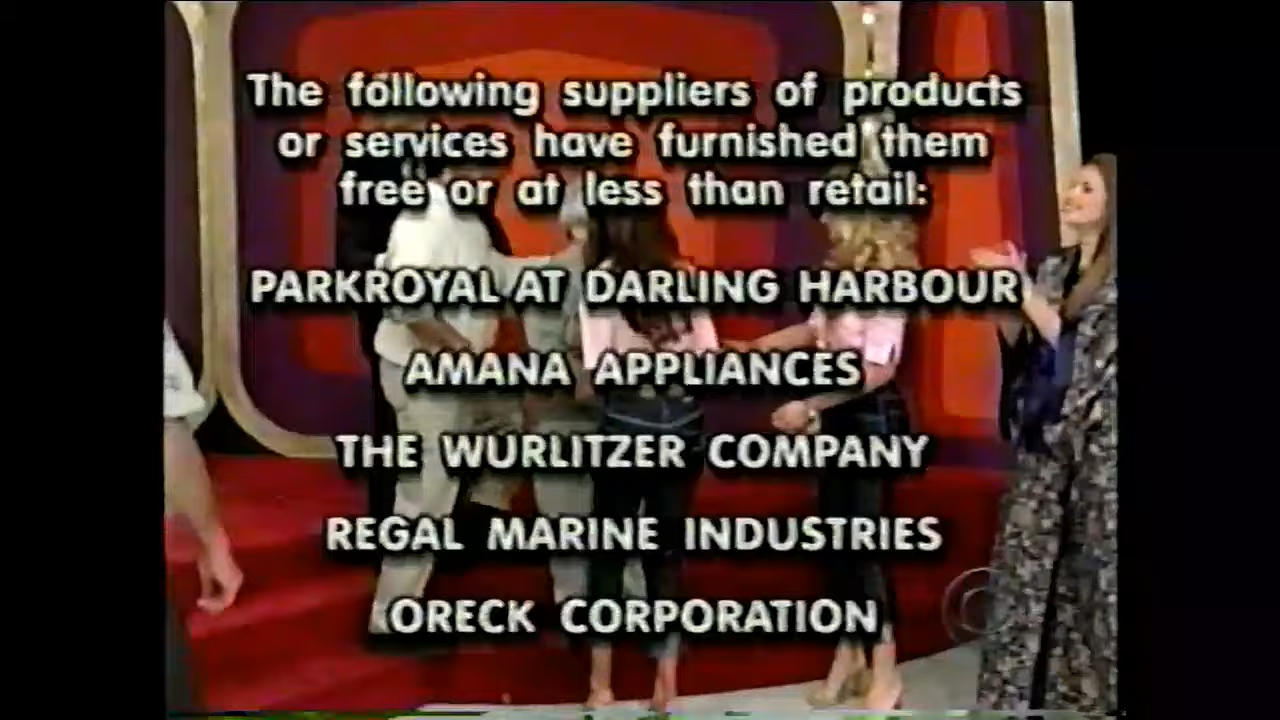 The following suppliers of products
or services have furnished them
free or at less than retail:
PARKROYAL AT DARLING HARBOUR
AMANA APPLIANCES
THE WURLITZER COMPANY
REGAL MARINE INDUSTRIES
ORECK CORPORATION